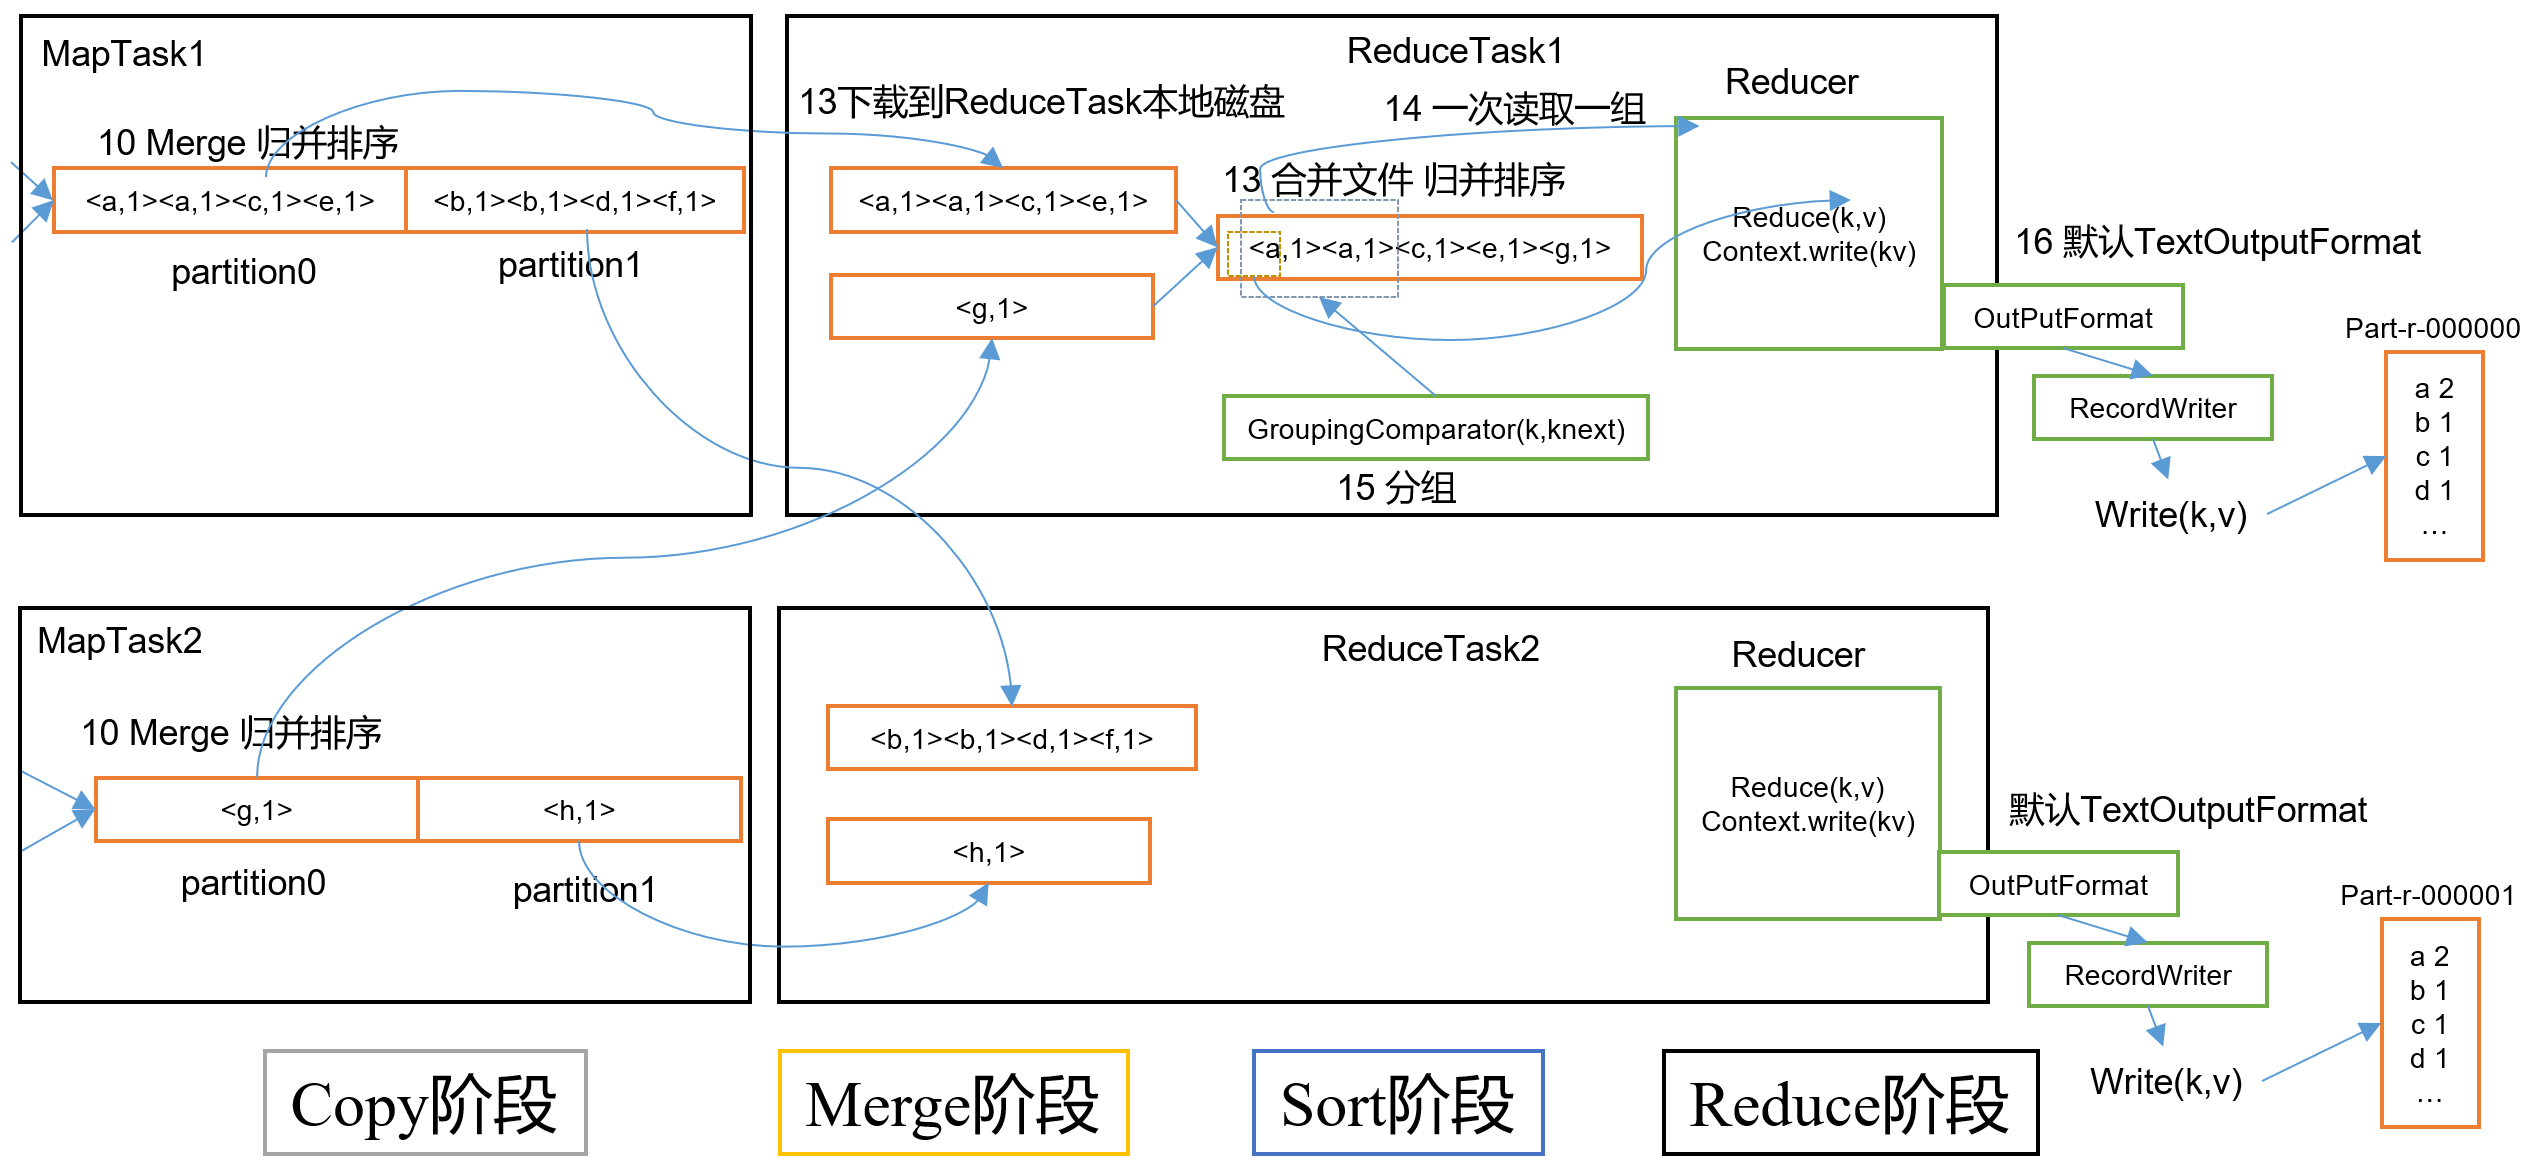 MapTask1
10 Merge 归并排序
<a,1><a,1><c,1><e,1>
<b,1><b,1><d,1><f,1>
partition0
partition1
ReduceTask1
Reducer
13下载到ReduceTask本地磁盘
14 一次读取一组
<a,1><a,1><c,1><e,1>
13 合并文件 归并排序
<a,1><a,1><c,1><e,1><g,1>
<g,1>
Reduce(k,v)
Context.write(kv)
GroupingComparator(k,knext)
15 分组
16 默认TextOutputFormat
OutPutFormat
RecordWriter
Write(k,v)
Part-r-000000
a 2
b 1
c 1
d 1
…
MapTask2
10 Merge 归并排序
<g,1>
<h,1>
partition0
partition1
ReduceTask2
Reducer
<b,1><b,1><d,1><f,1>
<h,1>
Reduce(k,v)
Context.write(kv)
默认TextOutputFormat
OutPutFormat
RecordWriter
Write(k,v)
Part-r-000001
a 2
b 1
c 1
d 1
…
Copy阶段
Merge阶段
Sort阶段
Reduce阶段